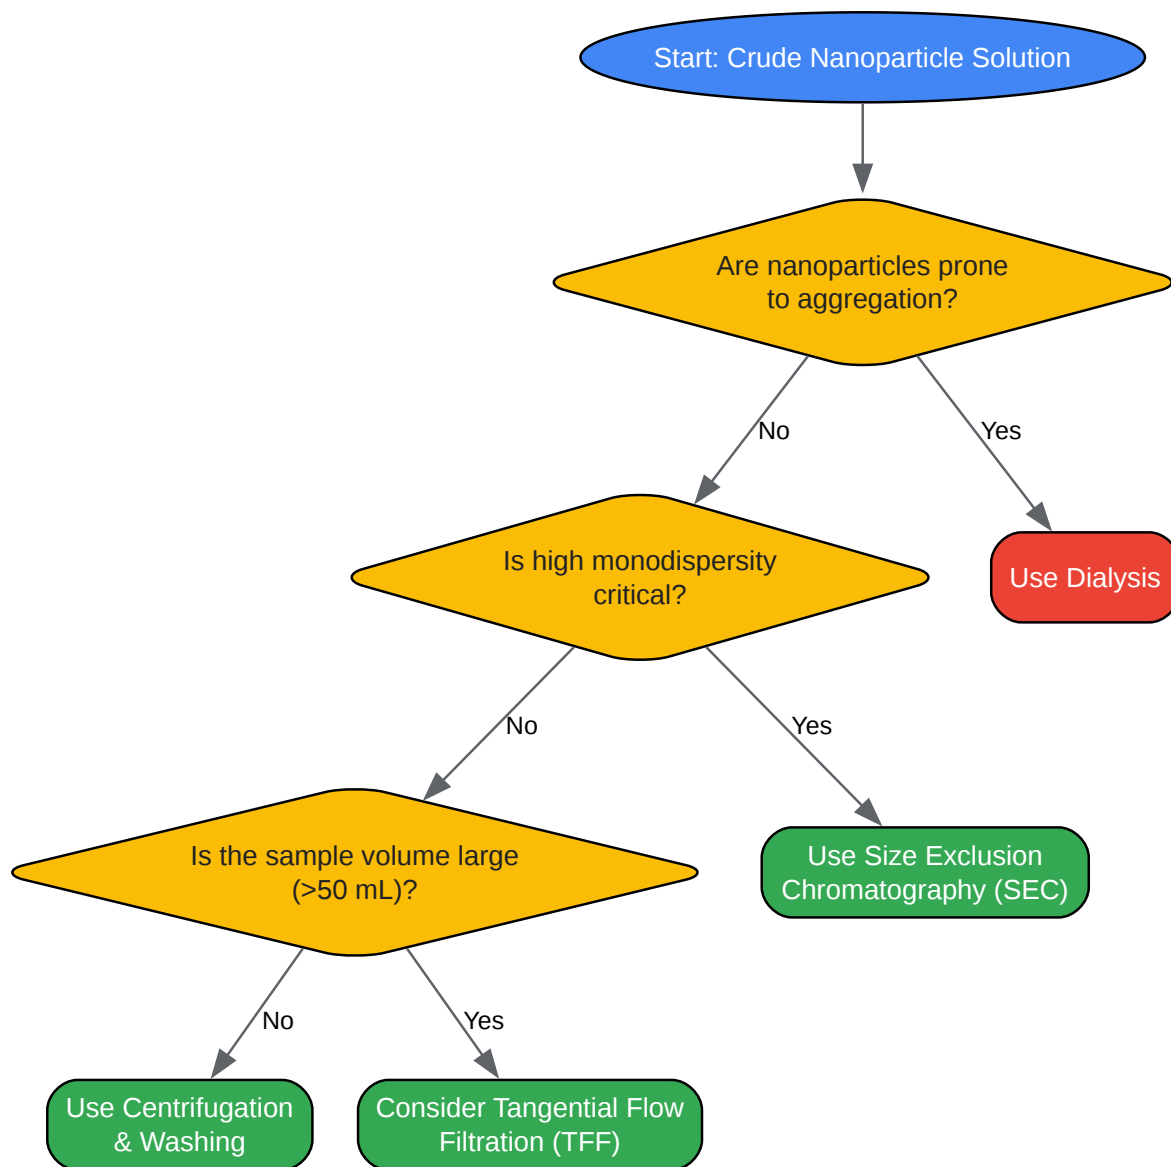 Start: Crude Nanoparticle Solution
Are nanoparticles prone
to aggregation?
No
Yes
Is high monodispersity
critical?
Use Dialysis
No
Yes
Is the sample volume large
(>50 mL)?
Use Size Exclusion
Chromatography (SEC)
No
Yes
Use Centrifugation
& Washing
Consider Tangential Flow
Filtration (TFF)